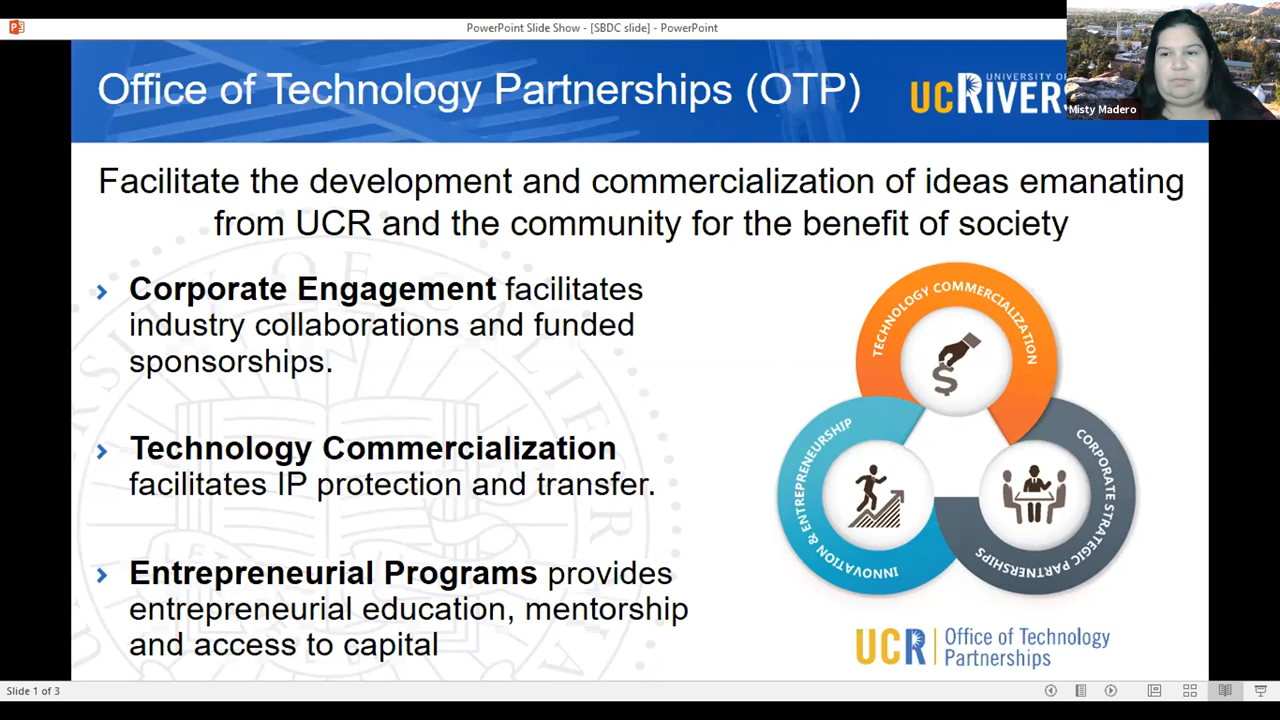 PowerPoint Slide Show - [SBDC slide] - PowerPoint
Office of Technology Partnerships (OTP)
UNIVERSITY OF
UC RIVERS
Misty Madero
Facilitate the development and commercialization of ideas emanating
from UCR and the community for the benefit of society
Corporate Engagement facilitates
industry collaborations and funded
sponsorships.
Technology Commercialization
facilitates IP protection and transfer.
Entrepreneurial Programs provides
entrepreneurial education, mentorship
and access to capital
TECHNOLOGY COMMERCIALIZATION
INNOVATION & ENTREPRENEURSHIP
CORPORATE STRATEGIC PARTNERSHIPS
UCR Office of Technology
Partnerships
Slide 1 of 3